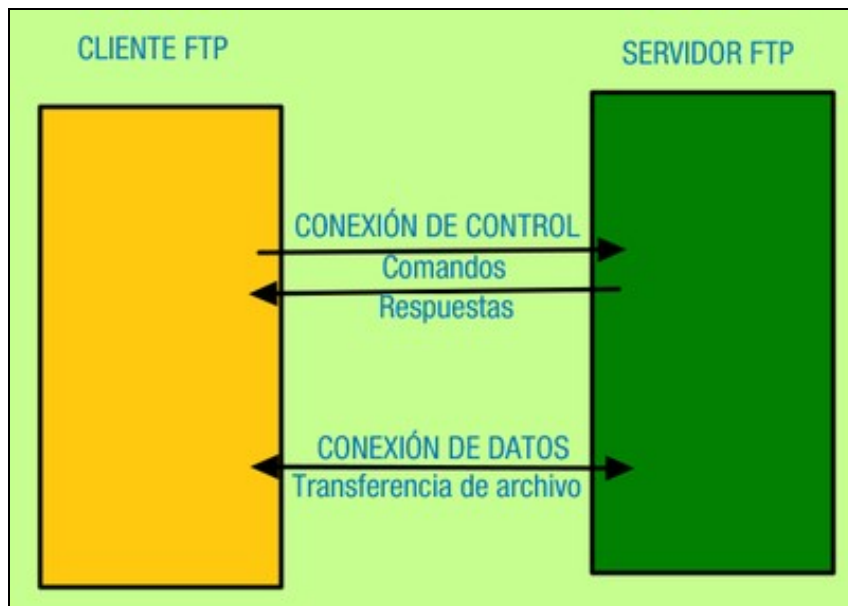 CLIENTE FTP
SERVIDOR FTP
CONEXIÓN DE CONTROL
Comandos
Respuestas
CONEXIÓN DE DATOS
Transferencia de archivo